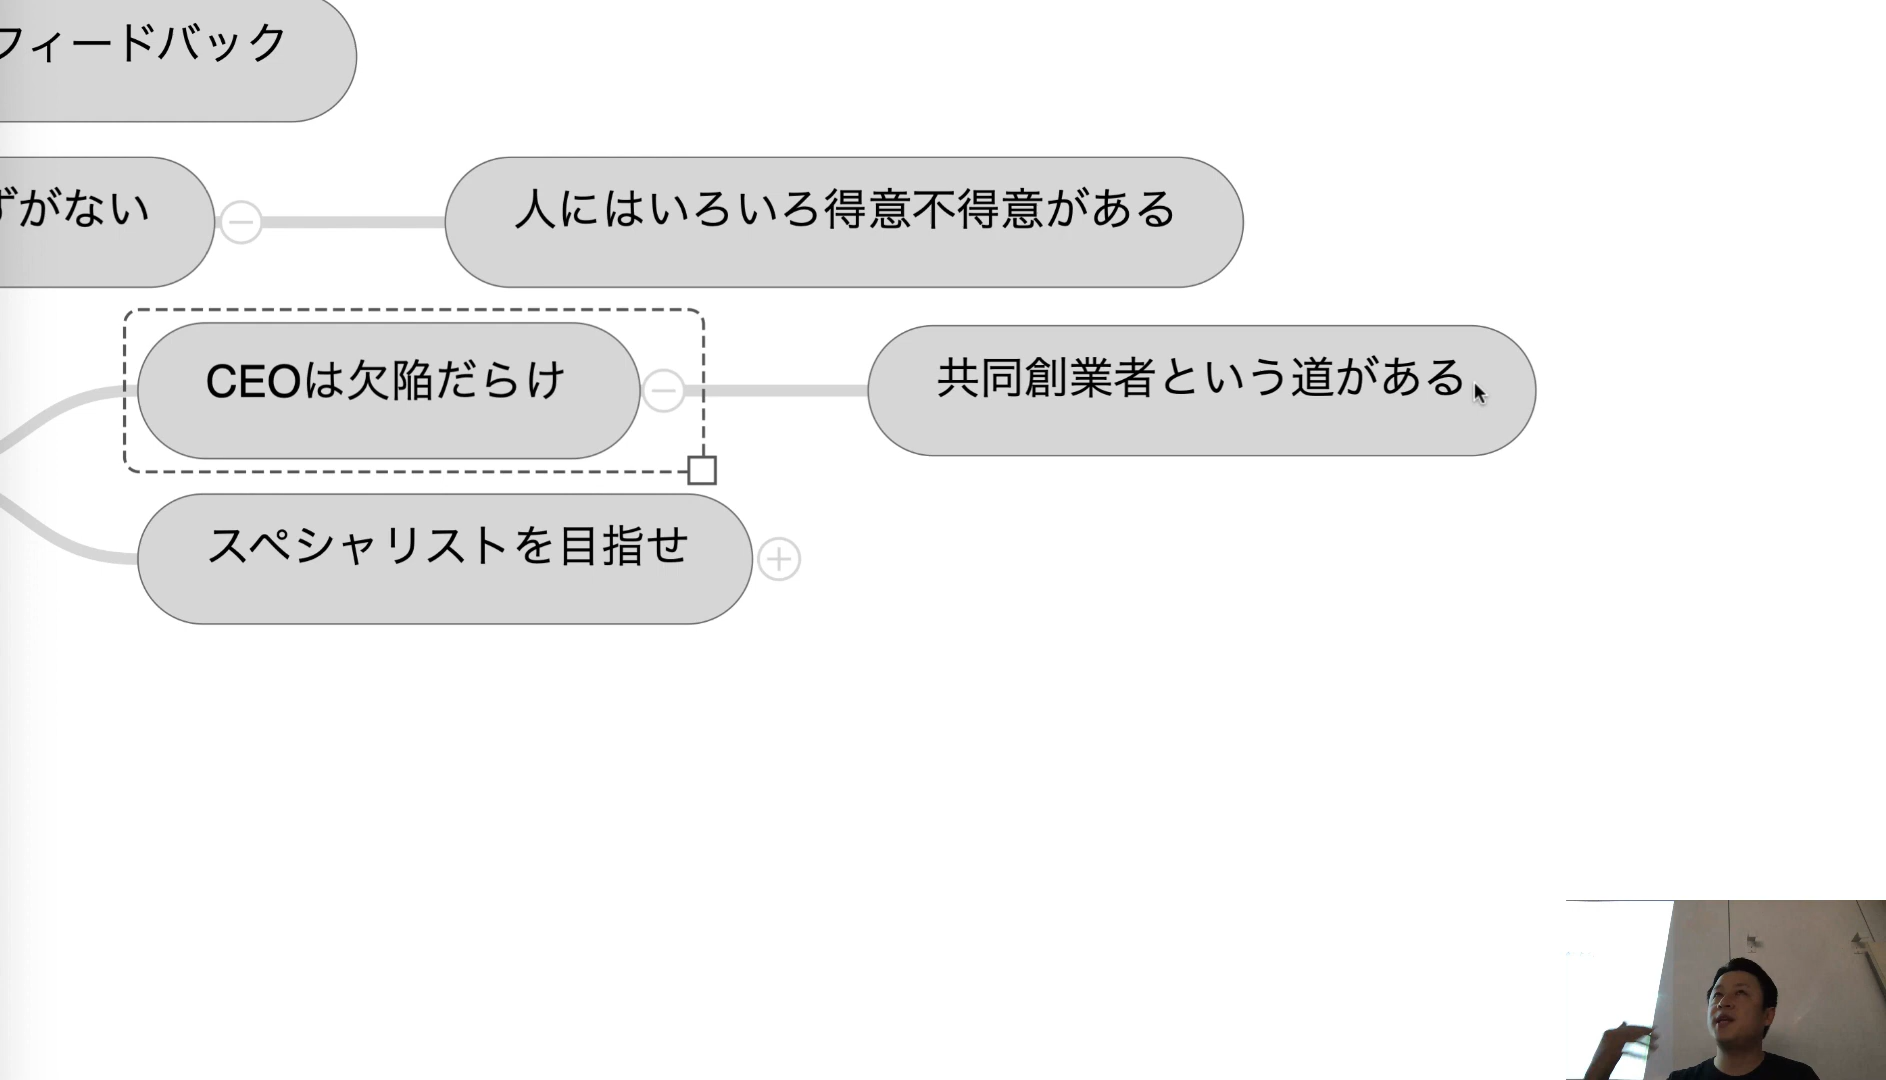 フィードバック
がない
人にはいろいろ得意不得意がある
CEOは欠陥だらけ
共同創業者という道がある
スペシャリストを目指せ